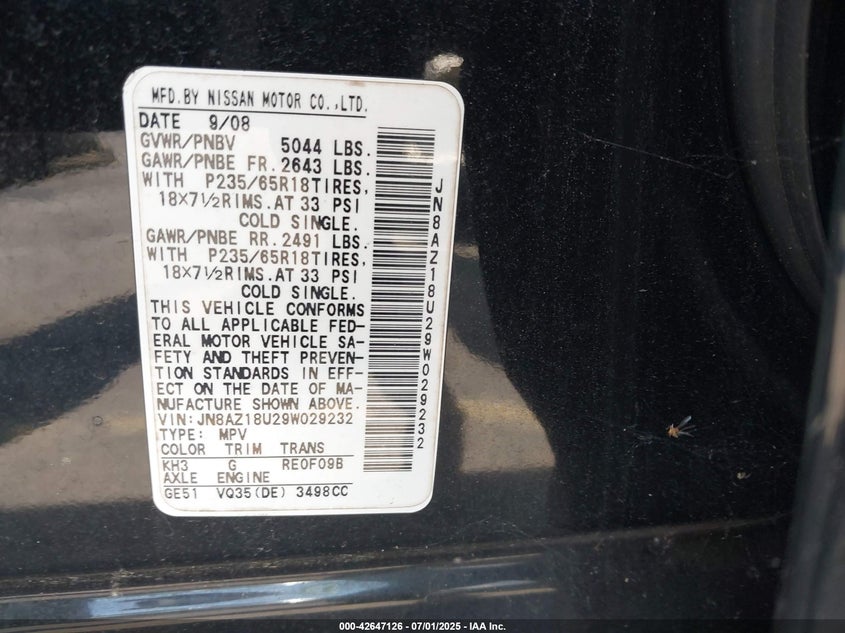 MFD.BY NISSAN MOTOR CO.,LTD.
DATE 9/08
GVWR/PNBV 5044 LBS.
GAWR/PNBE FR.2643 LBS.
WITH P235/65R18TIRES,
18X7½RIMS.AT 33 PSI
COLD SINGLE.
GAWR/PNBE RR.2491 LBS.
WITH P235/65R18TIRES,
18X7½RIMS.AT 33 PSI
COLD SINGLE.
THIS VEHICLE CONFORMS
TO ALL APPLICABLE FED-
ERAL MOTOR VEHICLE SA-
FETY AND THEFT PREVEN-
TION STANDARDS IN EFF-
ECT ON THE DATE OF MA-
NUFACTURE SHOWN ABOVE.
VIN:JN8AZ18U29W029232
TYPE: MPV
COLOR TRIM TRANS
KH3 G RE0F09B
AXLE ENGINE
GE51 VQ35(DE) 3498CC
JN8AZ18U29W029232
000-42647126 - 07/01/2025 - IAA Inc.